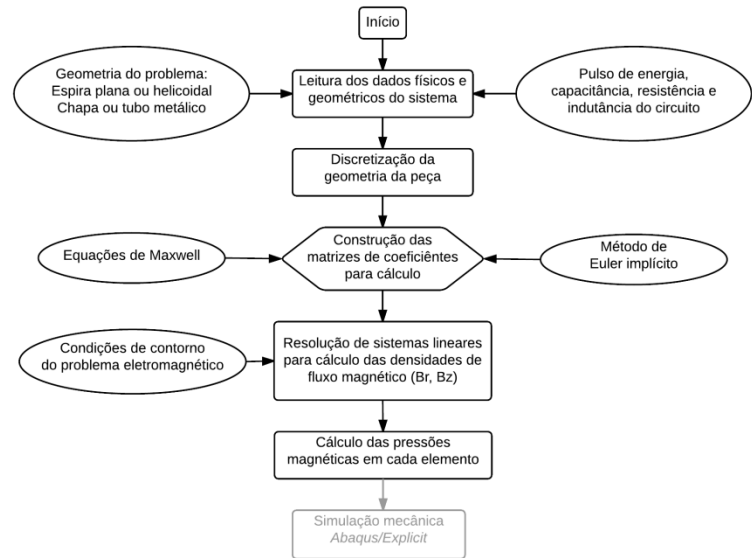 Início
Geometria do problema:
Espira plana ou helicoidal
Chapa ou tubo metálico
Leitura dos dados físicos e
geométricos do sistema
Pulso de energia,
capacitância, resistência e
indutância do circuito
Discretização da
geometria da peça
Equações de Maxwell
Construção das
matrizes de coeficiêntes
para cálculo
Método de
Euler implícito
Condições de contorno
do problema eletromagnético
Resolução de sistemas lineares
para cálculo das densidades de
fluxo magnético (Br, Bz)
Cálculo das pressões
magnéticas em cada elemento
Simulação mecânica
Abaqus/Explicit